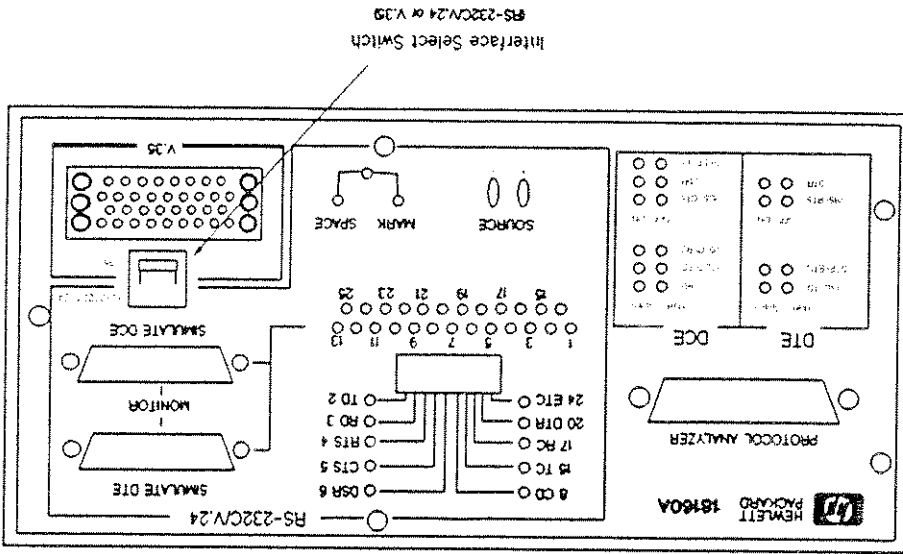 HEWLETT
PACKARD
18160A
RS-232C/V.24
8 CD
DSR 6
SIMULATE DTE
15 TC
CTS 5
PROTOCOL ANALYZER
17 RC
RTS 4
20 DTR
RD 3
MONITOR
24 ETC
TD 2
DTE
DCE
SIMULATE DCE
1 3 5 7 9 11 13
15 17 19 21 23 25
SOURCE
MARK
SPACE
V.35
Interface Select Switch
(RS-232C/V.24 or V.35)